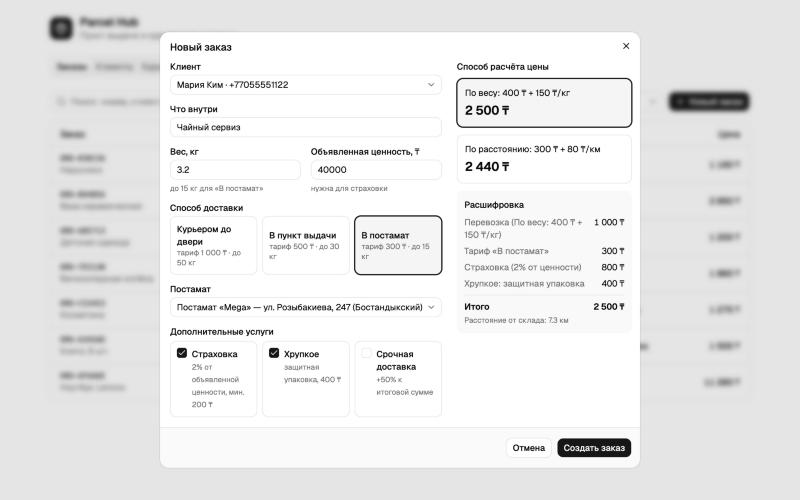 Parcel Hub
Заказы
Новый заказ
Клиент
Мария Ким · +77055551122
Что внутри
Чайный сервиз
Вес, кг
Объявленная ценность, ₸
3.2
40000
до 15 кг для «В постамат»
нужна для страховки
Способ доставки
Курьером до
двери
тариф 1 000 ₸ · до
50 кг
В пункт выдачи
тариф 500 ₸ · до 30
кг
В постамат
тариф 300 ₸ · до 15
кг
Постамат
Постамат «Mega» — ул. Розыбакиева, 247 (Бостандыкский)
Дополнительные услуги
Страховка
2% от
объявленной
ценности, мин.
200 ₸
Хрупкое
защитная
упаковка, 400 ₸
Срочная
доставка
+50% к
итоговой сумме
Способ расчёта цены
По весу: 400 ₸ + 150 ₸/кг
2 500 ₸
По расстоянию: 300 ₸ + 80 ₸/км
2 440 ₸
Расшифровка
Перевозка (По весу: 400 ₸ +
150 ₸/кг)
1 000 ₸
Тариф «В постамат»
300 ₸
Страховка (2% от ценности)
800 ₸
Хрупкое: защитная упаковка
400 ₸
Итого
2 500 ₸
Расстояние от склада: 7.3 км
Отмена
Создать заказ